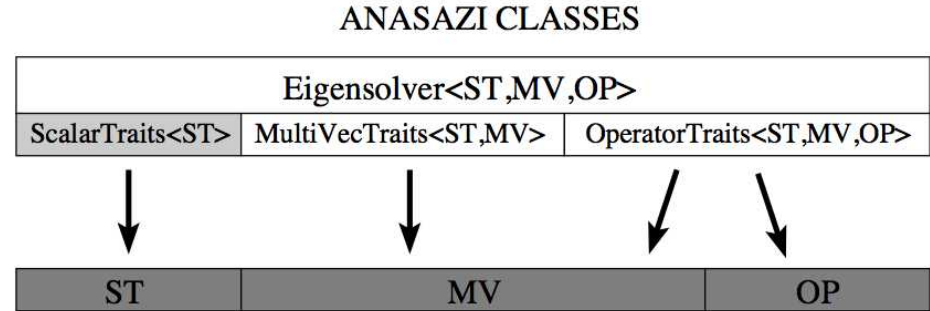 ANASAZI CLASSES
Eigensolver<ST,MV,OP>
ScalarTraits<ST> MultiVecTraits<ST,MV> OperatorTraits<ST,MV,OP>
ST MV OP